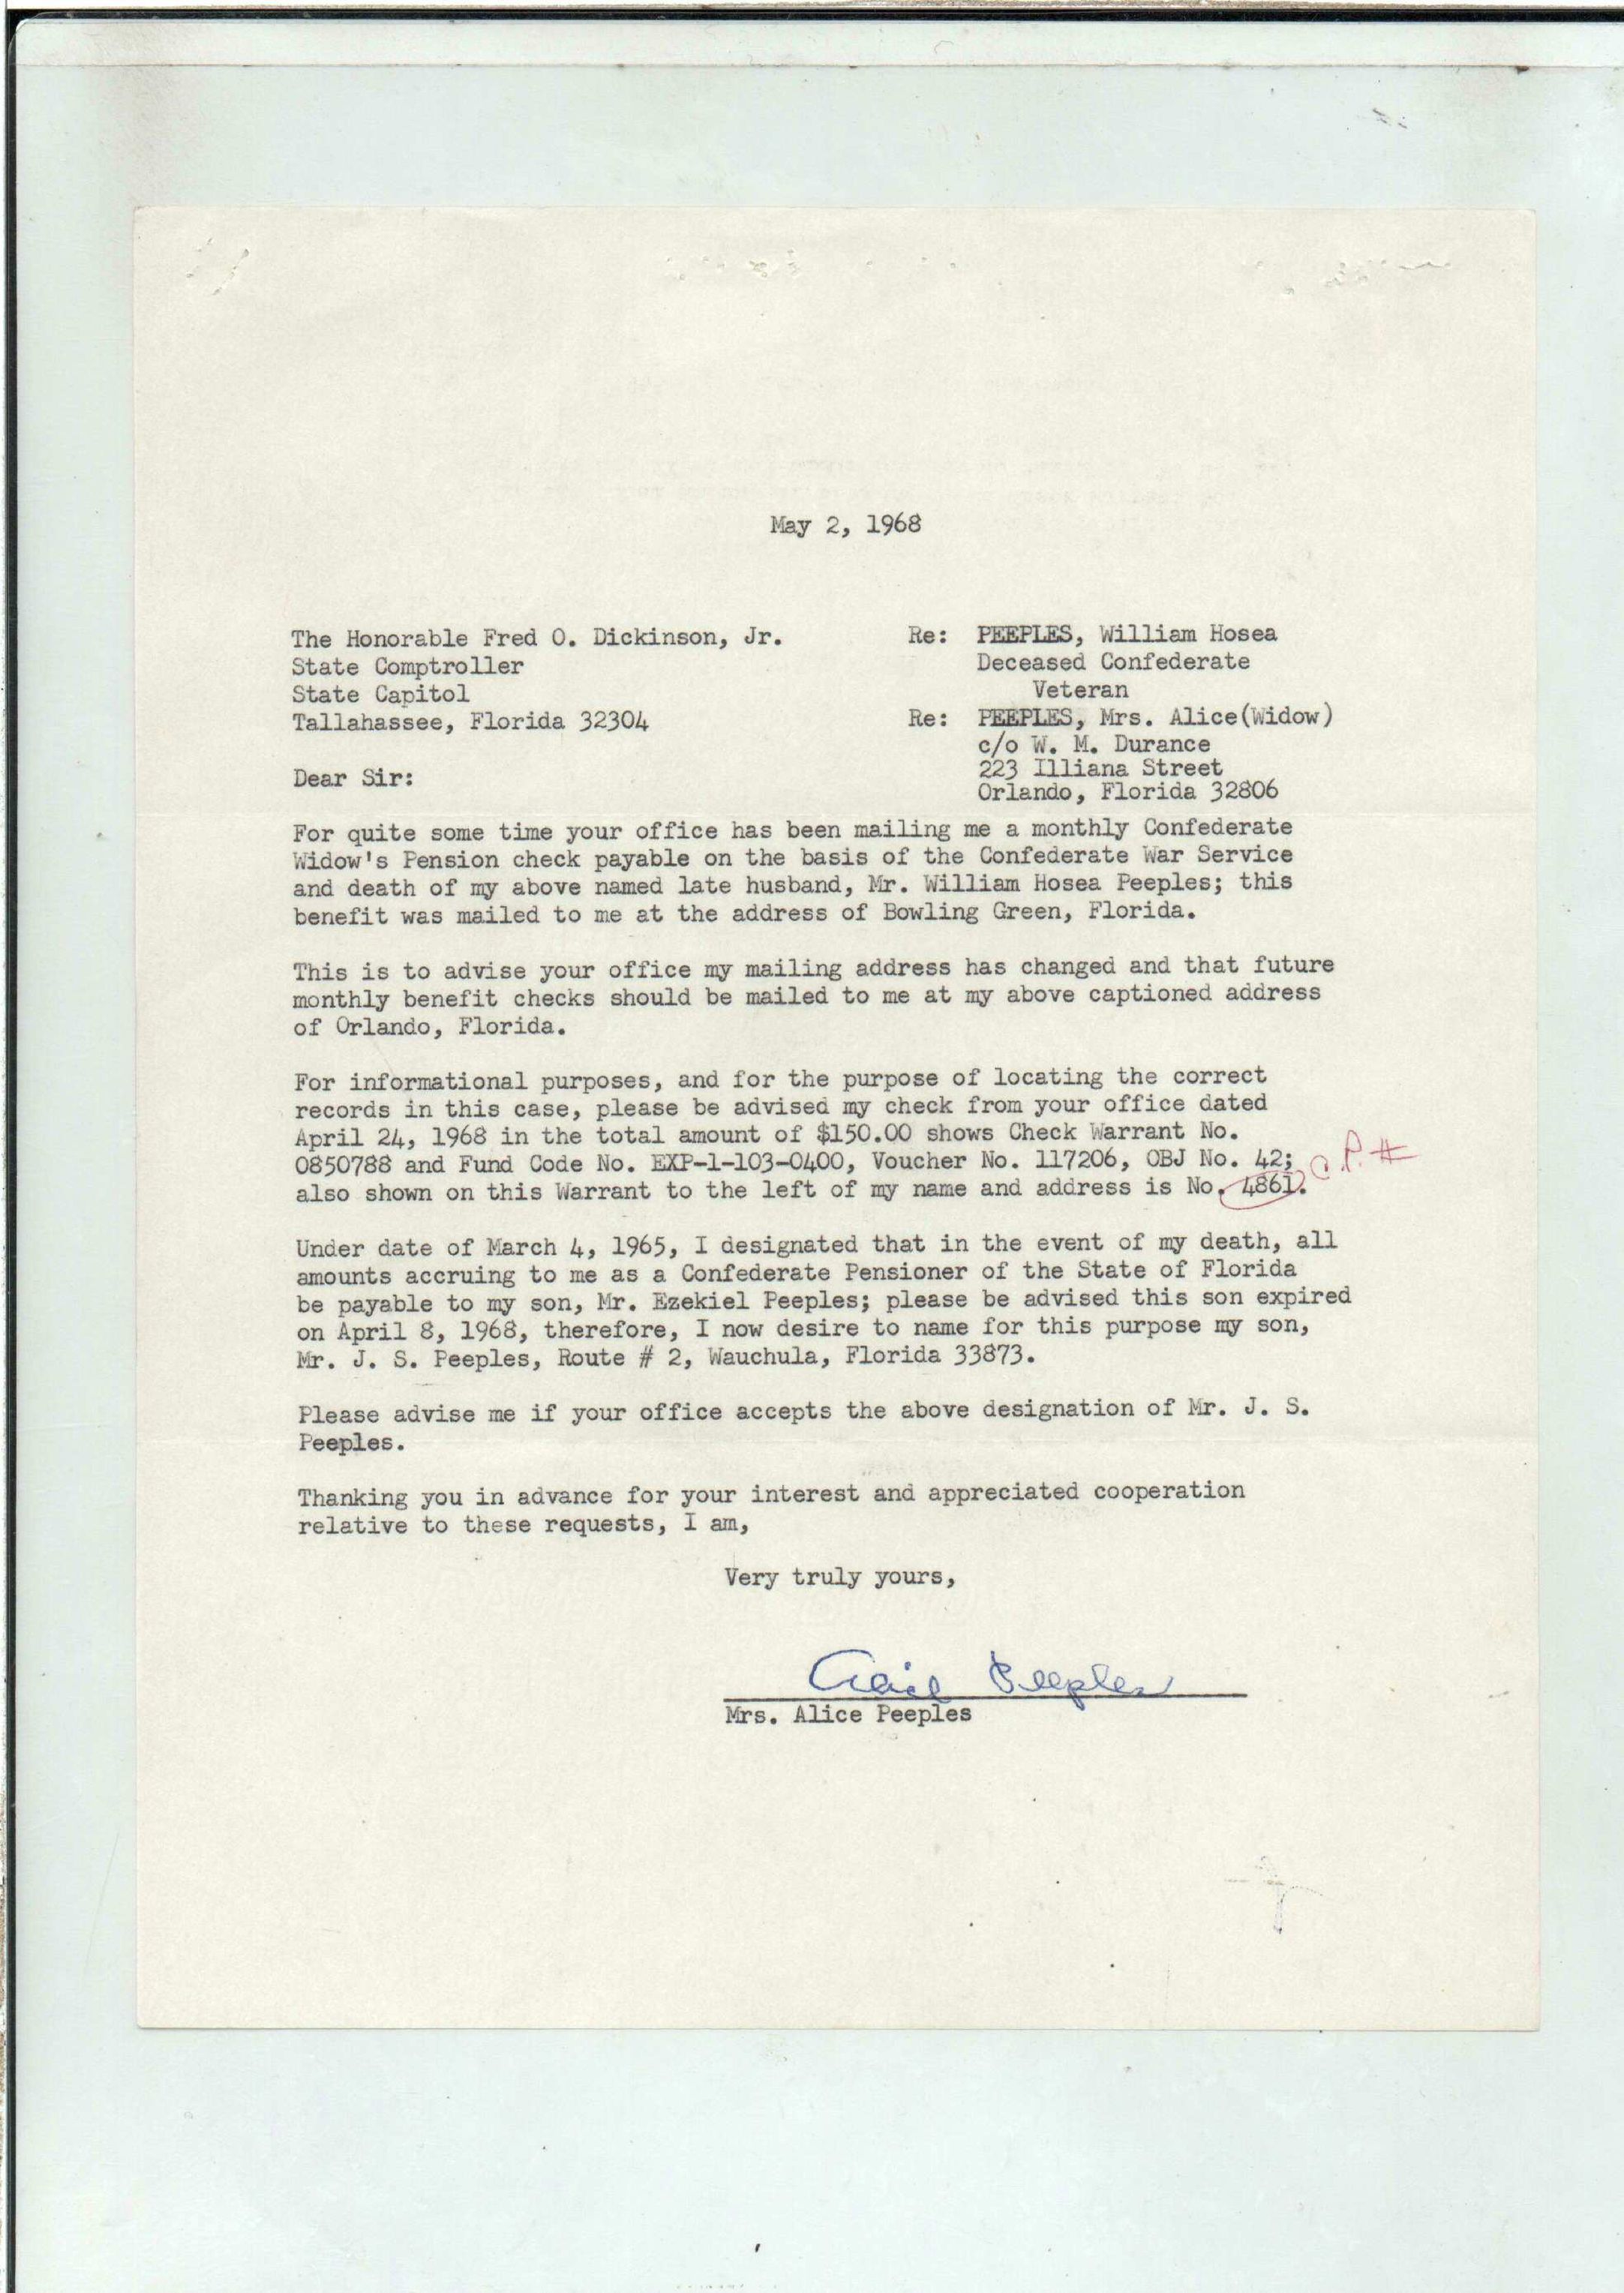 May 2, 1968
The Honorable Fred O. Dickinson, Jr.
State Comptroller
State Capitol
Tallahassee, Florida 32304
Re: PEEPLES, William Hosea
Deceased Confederate
Veteran
Re: PEEPLES, Mrs. Alice(Widow)
c/o W. M. Durance
223 Illiana Street
Orlando, Florida 32806
Dear Sir:
For quite some time your office has been mailing me a monthly Confederate
Widow's Pension check payable on the basis of the Confederate War Service
and death of my above named late husband, Mr. William Hosea Peeples; this
benefit was mailed to me at the address of Bowling Green, Florida.
This is to advise your office my mailing address has changed and that future
monthly benefit checks should be mailed to me at my above captioned address
of Orlando, Florida.
For informational purposes, and for the purpose of locating the correct
records in this case, please be advised my check from your office dated
April 24, 1968 in the total amount of $150.00 shows Check Warrant No.
0850788 and Fund Code No. EXP-1-103-0400, Voucher No. 117206, OBJ No. 42;
also shown on this Warrant to the left of my name and address is No. 4861.
C.P. #
Under date of March 4, 1965, I designated that in the event of my death, all
amounts accruing to me as a Confederate Pensioner of the State of Florida
be payable to my son, Mr. Ezekiel Peeples; please be advised this son expired
on April 8, 1968, therefore, I now desire to name for this purpose my son,
Mr. J. S. Peeples, Route # 2, Wauchula, Florida 33873.
Please advise me if your office accepts the above designation of Mr. J. S.
Peeples.
Thanking you in advance for your interest and appreciated cooperation
relative to these requests, I am,
Very truly yours,
Peeples
Mrs. Alice Peeples